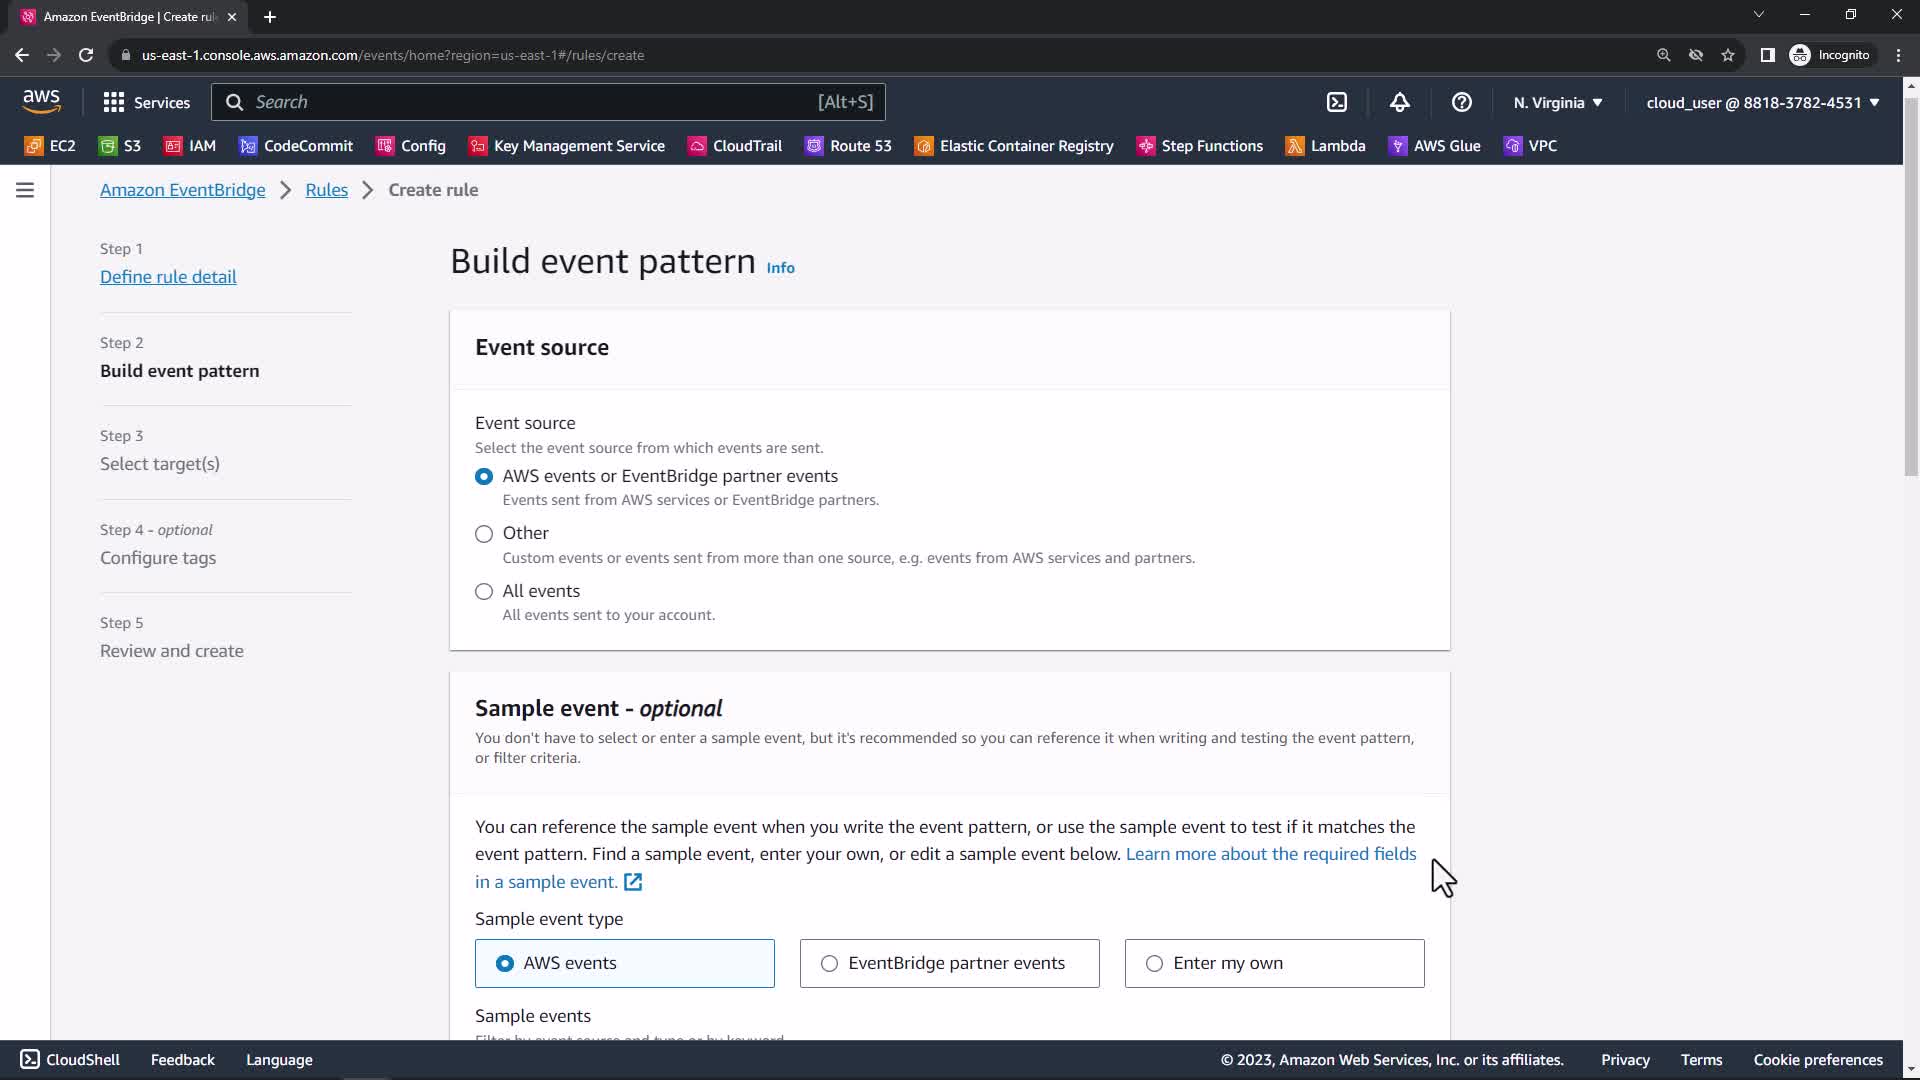 Amazon EventBridge | Create rul
us-east-1.console.aws.amazon.com/events/home?region=us-east-1#/rules/create
Incognito
aws
Services
Search
[Alt+S]
N. Virginia
cloud_user @ 8818-3782-4531
EC2
S3
IAM
CodeCommit
Config
Key Management Service
CloudTrail
Route 53
Elastic Container Registry
Step Functions
Lambda
AWS Glue
VPC
Amazon EventBridge
Rules
Create rule
Step 1
Define rule detail
Step 2
Build event pattern
Step 3
Select target(s)
Step 4 - optional
Configure tags
Step 5
Review and create
Build event pattern Info
Event source
Event source
Select the event source from which events are sent.
AWS events or EventBridge partner events
Events sent from AWS services or EventBridge partners.
Other
Custom events or events sent from more than one source, e.g. events from AWS services and partners.
All events
All events sent to your account.
Sample event - optional
You don't have to select or enter a sample event, but it's recommended so you can reference it when writing and testing the event pattern,
or filter criteria.
You can reference the sample event when you write the event pattern, or use the sample event to test if it matches the
event pattern. Find a sample event, enter your own, or edit a sample event below. Learn more about the required fields
in a sample event.
Sample event type
AWS events
EventBridge partner events
Enter my own
Sample events
Filter by event source and type or by keyword
CloudShell
Feedback
Language
© 2023, Amazon Web Services, Inc. or its affiliates.
Privacy
Terms
Cookie preferences